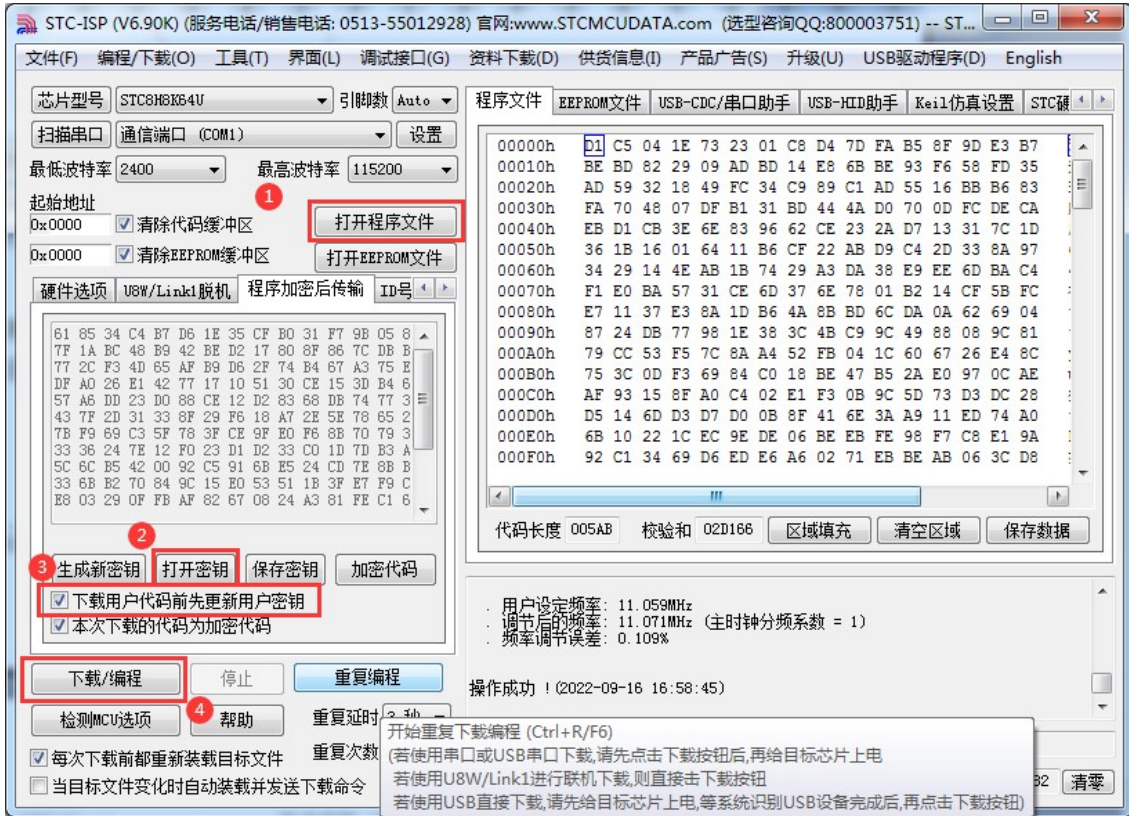 STC-ISP (V6.90K) (服务电话/销售电话: 0513-55012928) 官网:www.STCMCUDATA.com (选型咨询QQ:800003751) -- ST...
文件(F) 编程/下载(O) 工具(T) 界面(L) 调试接口(G) 资料下载(D) 供货信息(I) 产品广告(S) 升级(U) USB驱动程序(D) English
芯片型号 STC8H8K64U 引脚数 Auto
扫描串口 通信端口 (COM1) 设置
最低波特率 2400 最高波特率 115200
起始地址 1
0x0000 清除代码缓冲区 打开程序文件
0x0000 清除EEPROM缓冲区 打开EEPROM文件
硬件选项 U8W/Link1脱机 程序加密后传输 ID号
61 85 34 C4 B7 D6 1E 35 CF B0 31 F7 9B 05 8
7F 1A BC 48 B9 42 BE D2 17 80 8F 86 7C DB B
77 2C F3 4D 65 AF B9 D6 2F 74 B4 67 A3 75 E
DF A0 26 E1 42 77 17 10 51 30 CE 15 3D B4 6
57 A6 DD 23 D0 88 CE 12 D2 83 68 DB 74 77 3
43 7F 2D 31 33 8F 29 F6 18 A7 2E 5E 78 65 2
7B F9 69 C3 5F 78 3F CE 9F E0 F6 8B 70 79 3
33 36 24 7E 12 F0 23 D1 D2 33 C0 1D 7D B3 A
5C 6C B5 42 00 92 C5 91 6B E5 24 CD 7E 8B B
33 6B B2 70 84 9C 15 E0 53 51 1B 3F E7 F9 C
E8 03 29 0F FB AF 82 67 08 24 A3 81 FE C1 6
2
3 生成新密钥 打开密钥 保存密钥 加密代码
下载用户代码前先更新用户密钥
本次下载的代码为加密代码
下载/编程 停止 重复编程
检测MCU选项 4 帮助 重复延时 3 秒
每次下载前都重新装载目标文件 重复次数
当目标文件变化时自动装载并发送下载命令
程序文件 EEPROM文件 USB-CDC/串口助手 USB-HID助手 Keil仿真设置 STC硬
00000h D1 C5 04 1E 73 23 01 C8 D4 7D FA B5 8F 9D E3 B7
00010h BE BD 82 29 09 AD BD 14 E8 6B BE 93 F6 58 FD 35
00020h AD 59 32 18 49 FC 34 C9 89 C1 AD 55 16 BB B6 83
00030h FA 70 48 07 DF B1 31 BD 44 4A D0 70 0D FC DE CA
00040h EB D1 CB 3E 6E 83 96 62 CE 23 2A D7 13 31 7C 1D
00050h 36 1B 16 01 64 11 B6 CF 22 AB D9 C4 2D 33 8A 97
00060h 34 29 14 4E AB 1B 74 29 A3 DA 38 E9 EE 6D BA C4
00070h F1 E0 BA 57 31 CE 6D 37 6E 78 01 B2 14 CF 5B FC
00080h E7 11 37 E3 8A 1D B6 4A 8B BD 6C DA 0A 62 69 04
00090h 87 24 DB 77 98 1E 38 3C 4B C9 9C 49 88 08 9C 81
000A0h 79 CC 53 F5 7C 8A A4 52 FB 04 1C 60 67 26 E4 8C
000B0h 75 3C 0D F3 69 84 C0 18 BE 47 B5 2A E0 97 0C AE
000C0h AF 93 15 8F A0 C4 02 E1 F3 0B 9C 5D 73 D3 DC 28
000D0h D5 14 6D D3 D7 D0 0B 8F 41 6E 3A A9 11 ED 74 A0
000E0h 6B 10 22 1C EC 9E DE 06 BE EB FE 98 F7 C8 E1 9A
000F0h 92 C1 34 69 D6 ED E6 A6 02 71 EB BE AB 06 3C D8
代码长度 005AB 校验和 02D166 区域填充 清空区域 保存数据
. 用户设定频率: 11.059MHz
. 调节后的频率: 11.071MHz (主时钟分频系数 = 1)
. 频率调节误差: 0.109%
操作成功 !(2022-09-16 16:58:45)
开始重复下载编程 (Ctrl+R/F6)
(若使用串口或USB串口下载,请先点击下载按钮后,再给目标芯片上电
若使用U8W/Link1进行联机下载,则直接击下载按钮
若使用USB直接下载,请先给目标芯片上电,等系统识别USB设备完成后,再点击下载按钮)
清零